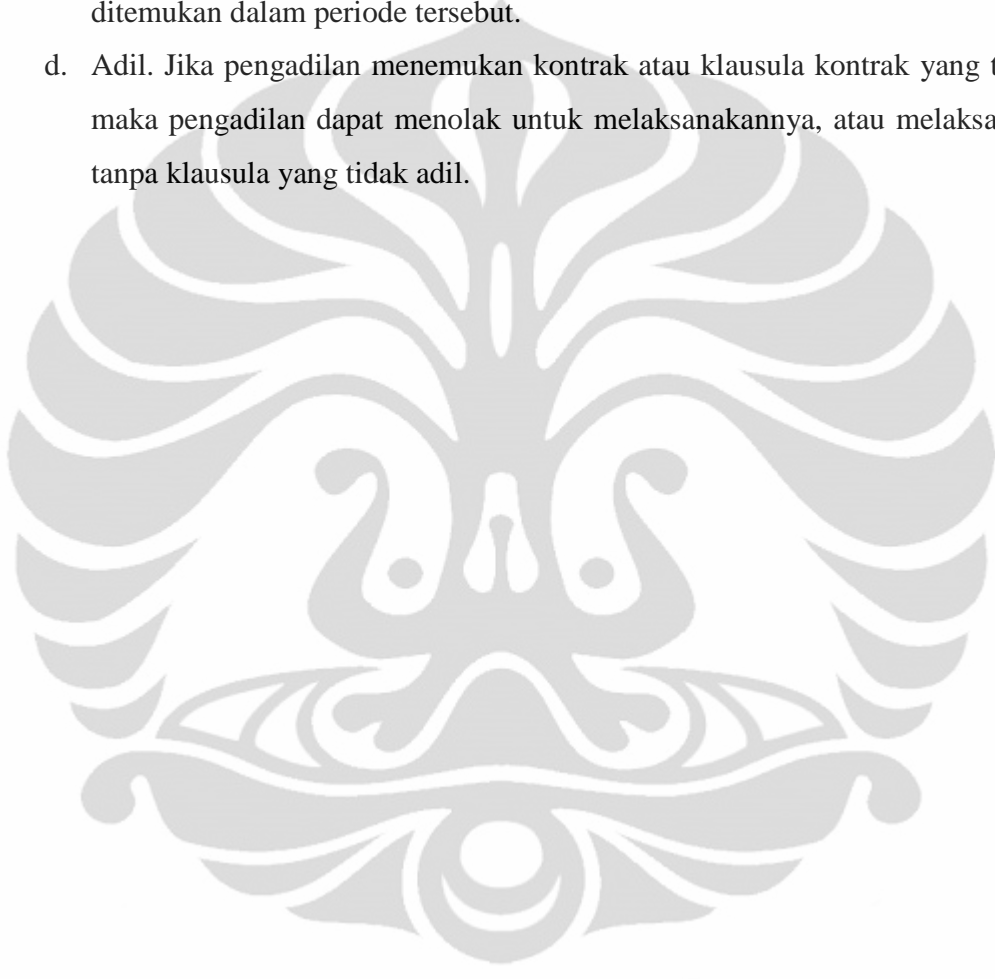 ditemukan dalam periode tersebut.
d. Adil. Jika pengadilan menemukan kontrak atau klausula kontrak yang
maka pengadilan dapat menolak untuk melaksanakannya, atau
tanpa klausula yang tidak adil.